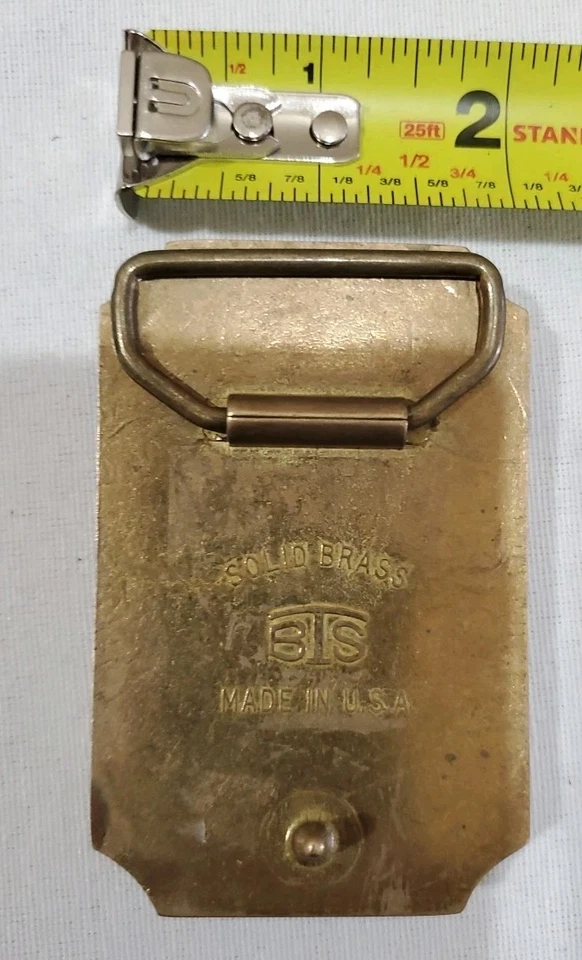 1/2 1
25ft 2 STAN
1/4 1/2 3/4 1/4
5/8 7/8 1/8 3/8 5/8 7/8 1/8 3/
SOLID BRASS
BTS
MADE IN U.S.A